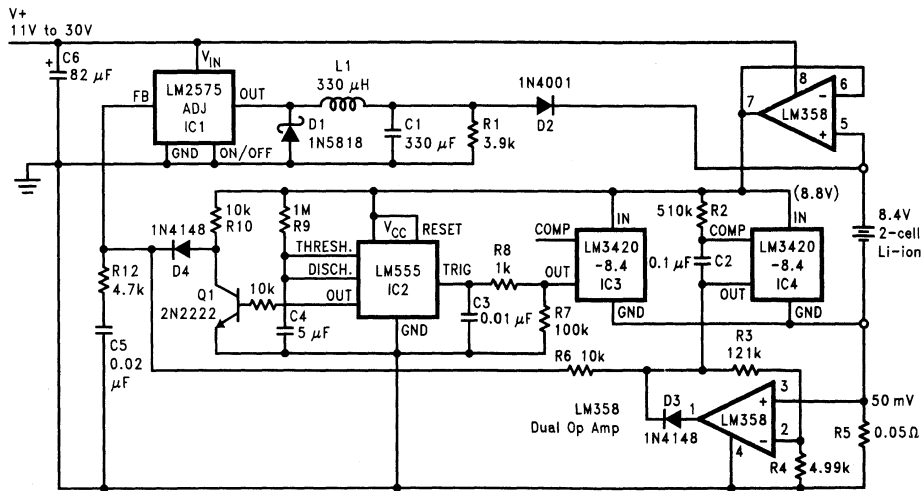 V+
11V to 30V
C6
+
82 µF
VIN
FB
LM2575
ADJ
IC1
OUT
GND
ON/OFF
L1
330 µH
D1
1N5818
C1
330 µF
R1
3.9k
1N4001
D2
8
7
6
-
LM358
+
5
(8.8V)
8.4V
2-cell
Li-ion
1N4148
D4
10k
R10
1M
R9
THRESH.
DISCH.
OUT
VCC
RESET
LM555
IC2
TRIG
GND
R8
1k
COMP
IN
LM3420
-8.4
IC3
OUT
GND
510k
R2
COMP
0.1 µF
C2
OUT
IN
LM3420
-8.4
IC4
GND
R12
4.7k
Q1
2N2222
10k
C4
5 µF
C3
0.01 µF
R7
100k
C5
0.02
µF
R6 10k
R3
121k
LM358
Dual Op Amp
D3
1N4148
1
+
3
LM358
-
2
4
50 mV
R5
0.05Ω
R4
4.99k